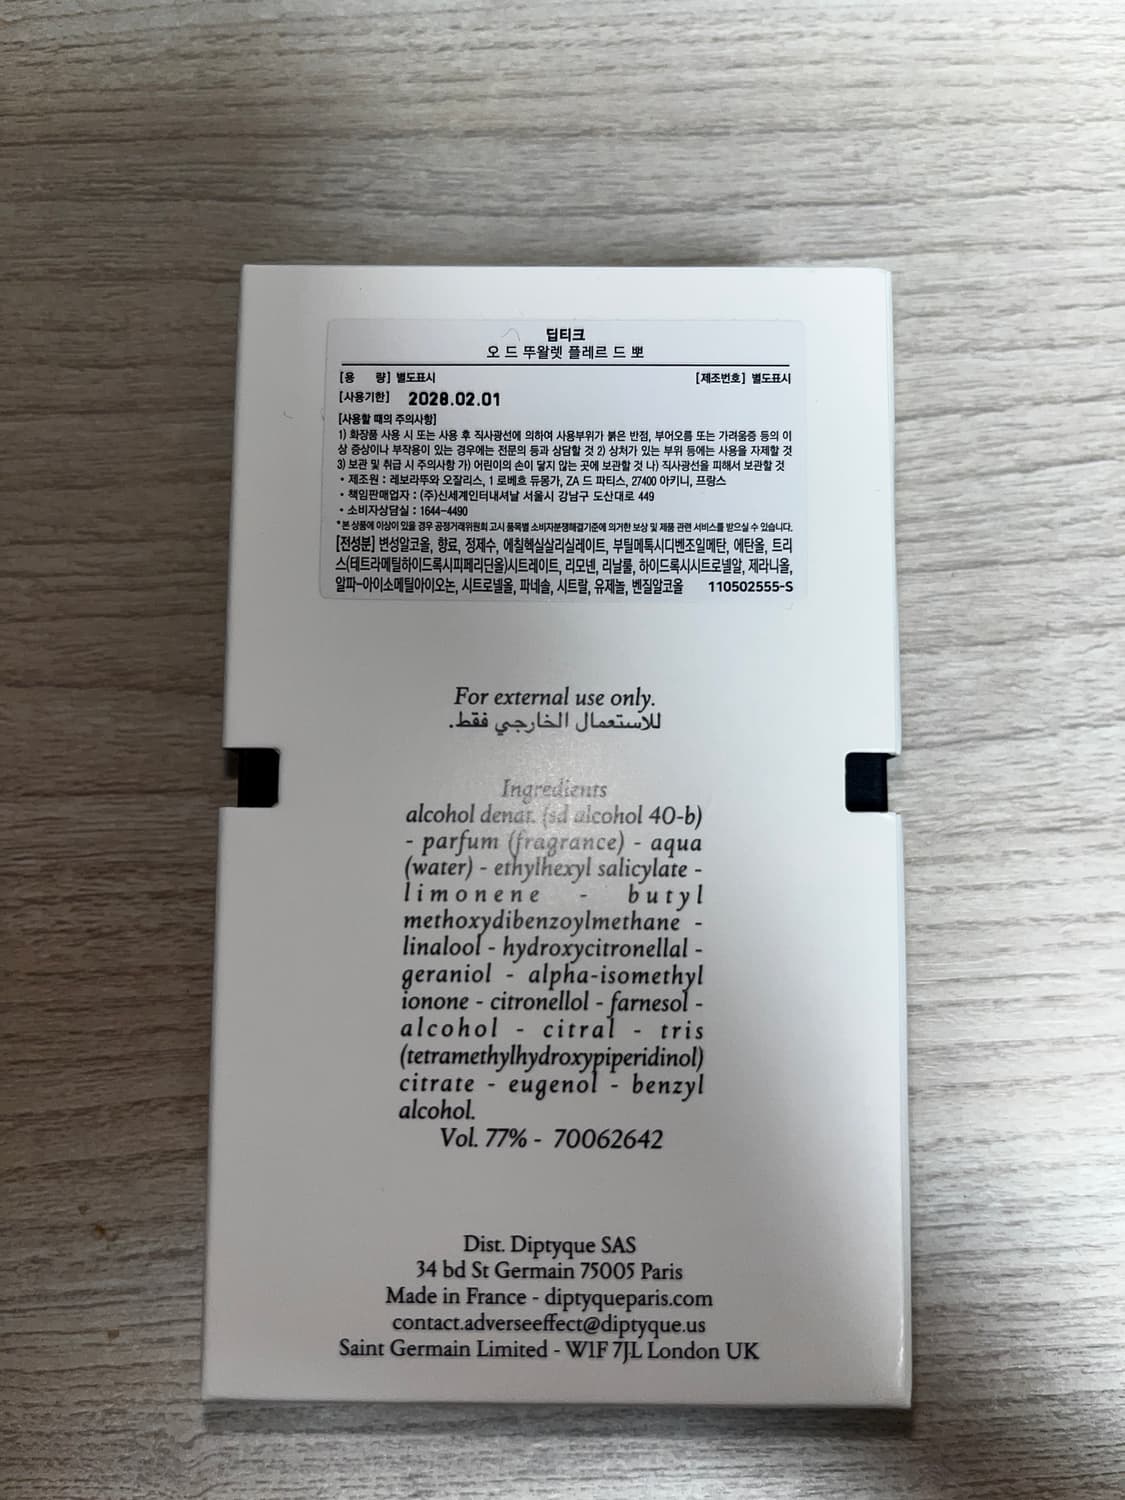 딥티크
오 드 뚜왈렛 플레르 드 뽀
[용 량] 별도표시 [제조번호] 별도표시
[사용기한] 2028.02.01
[사용할 때의 주의사항]
1) 화장품 사용 시 또는 사용 후 직사광선에 의하여 사용부위가 붉은 반점, 부어오름 또는 가려움증 등의 이
상 증상이나 부작용이 있는 경우에는 전문의 등과 상담할 것 2) 상처가 있는 부위 등에는 사용을 자제할 것
3) 보관 및 취급 시 주의사항 가) 어린이의 손이 닿지 않는 곳에 보관할 것 나) 직사광선을 피해서 보관할 것
• 제조원 : 레보라뚜와 오잘리스, 1 로베흐 듀몽가, ZA 드 파티스, 27400 아키니, 프랑스
• 책임판매업자 : (주)신세계인터내셔날 서울시 강남구 도산대로 449
• 소비자상담실 : 1644-4490
*본 상품에 이상이 있을 경우 공정거래위원회 고시 품목별 소비자분쟁해결기준에 의거한 보상 및 제품 관련 서비스를 받으실 수 있습니다.
[전성분] 변성알코올, 향료, 정제수, 에칠헥실살리실레이트, 부틸메톡시디벤조일메탄, 에탄올, 트리
스(테트라메틸하이드록시피페리딘올)시트레이트, 리모넨, 리날룰, 하이드록시시트로넬알, 제라니올,
알파-아이소메틸아이오논, 시트로넬올, 파네솔, 시트랄, 유제놀, 벤질알코올 110502555-S
For external use only.
للاستعمال الخارجي فقط.
Ingredients
alcohol denat. (sd alcohol 40-b)
- parfum (fragrance) - aqua
(water) - ethylhexyl salicylate -
limonene - butyl
methoxydibenzoylmethane -
linalool - hydroxycitronellal -
geraniol - alpha-isomethyl
ionone - citronellol - farnesol -
alcohol - citral - tris
(tetramethylhydroxypiperidinol)
citrate - eugenol - benzyl
alcohol.
Vol. 77% - 70062642
Dist. Diptyque SAS
34 bd St Germain 75005 Paris
Made in France - diptyqueparis.com
contact.adverseeffect@diptyque.us
Saint Germain Limited - W1F 7JL London UK